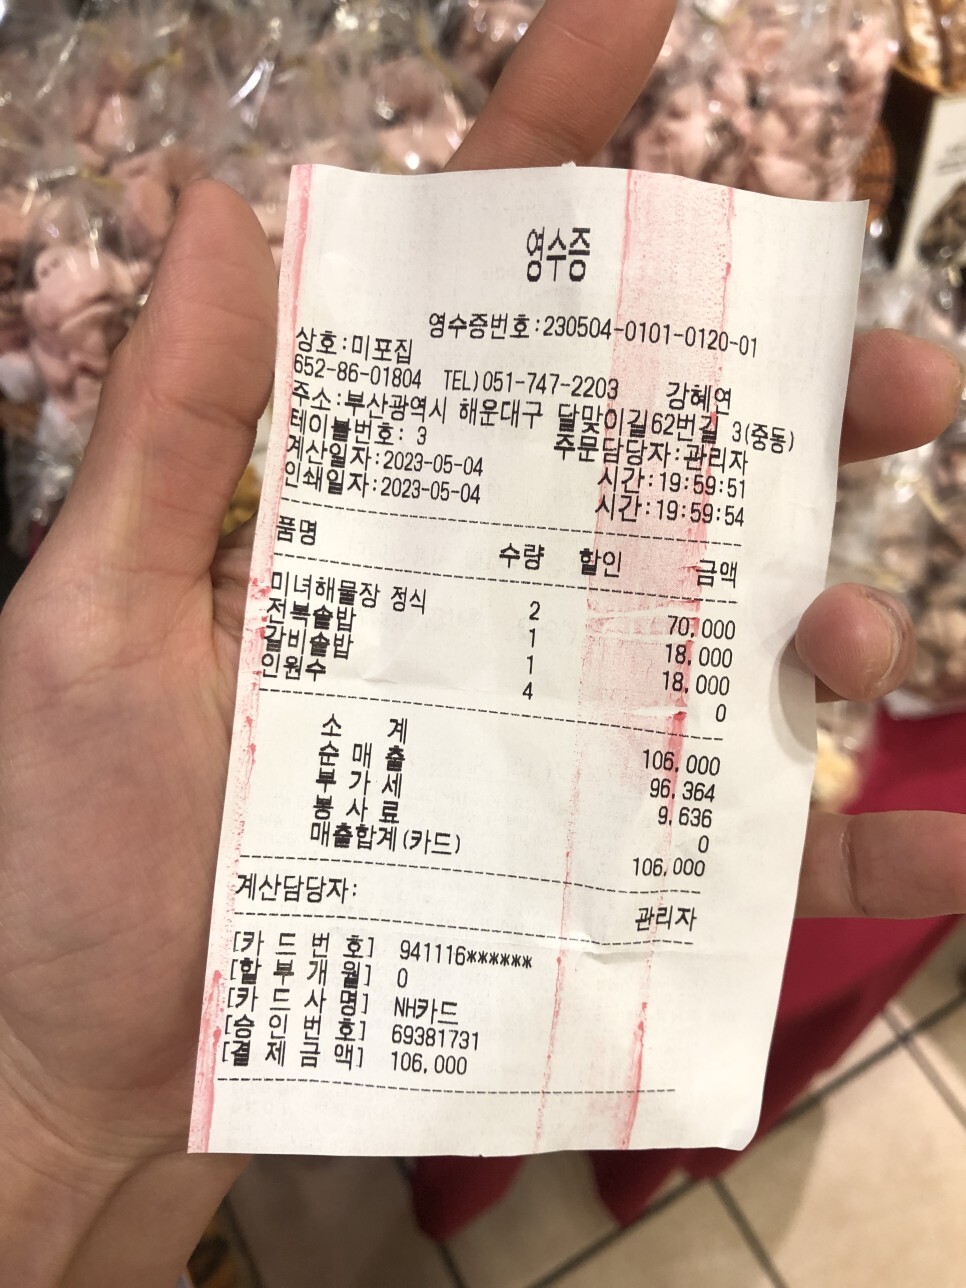 영수증
영수증번호:230504-0101-0120-01
상호:미포집
652-86-01804 TEL)051-747-2203 강혜연
주소:부산광역시 해운대구 달맞이길62번길 3(중동)
테이블번호: 3 주문담당자:관리자
계산일자:2023-05-04 시간:19:59:51
인쇄일자:2023-05-04 시간:19:59:54
품명 수량 할인 금액
미녀해물장 정식 2 70,000
전복솥밥 1 18,000
갈비솥밥 1 18,000
인원수 4 0
소 계 106,000
순 매 출 96,364
부 가 세 9,636
봉 사 료 0
매출합계(카드) 106,000
계산담당자: 관리자
[카 드 번 호] 941116******
[할 부 개 월] 0
[카 드 사 명] NH카드
[승 인 번 호] 69381731
[결 제 금 액] 106,000